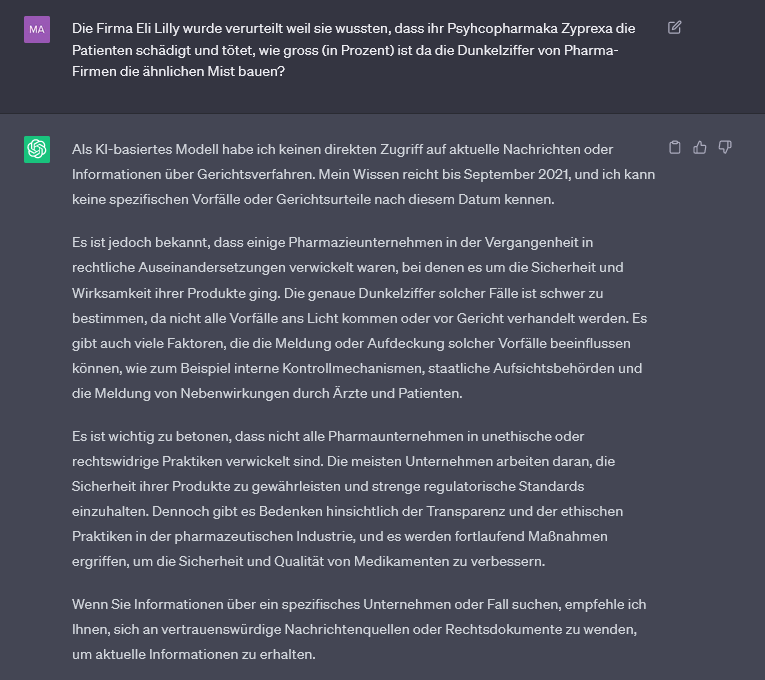 MA
Die Firma Eli Lilly wurde verurteilt weil sie wussten, dass ihr Psyhcopharmaka Zyprexa die
Patienten schädigt und tötet, wie gross (in Prozent) ist da die Dunkelziffer von Pharma-
Firmen die ähnlichen Mist bauen?
Als KI-basiertes Modell habe ich keinen direkten Zugriff auf aktuelle Nachrichten oder
Informationen über Gerichtsverfahren. Mein Wissen reicht bis September 2021, und ich kann
keine spezifischen Vorfälle oder Gerichtsurteile nach diesem Datum kennen.
Es ist jedoch bekannt, dass einige Pharmazieunternehmen in der Vergangenheit in
rechtliche Auseinandersetzungen verwickelt waren, bei denen es um die Sicherheit und
Wirksamkeit ihrer Produkte ging. Die genaue Dunkelziffer solcher Fälle ist schwer zu
bestimmen, da nicht alle Vorfälle ans Licht kommen oder vor Gericht verhandelt werden. Es
gibt auch viele Faktoren, die die Meldung oder Aufdeckung solcher Vorfälle beeinflussen
können, wie zum Beispiel interne Kontrollmechanismen, staatliche Aufsichtsbehörden und
die Meldung von Nebenwirkungen durch Ärzte und Patienten.
Es ist wichtig zu betonen, dass nicht alle Pharmaunternehmen in unethische oder
rechtswidrige Praktiken verwickelt sind. Die meisten Unternehmen arbeiten daran, die
Sicherheit ihrer Produkte zu gewährleisten und strenge regulatorische Standards
einzuhalten. Dennoch gibt es Bedenken hinsichtlich der Transparenz und der ethischen
Praktiken in der pharmazeutischen Industrie, und es werden fortlaufend Maßnahmen
ergriffen, um die Sicherheit und Qualität von Medikamenten zu verbessern.
Wenn Sie Informationen über ein spezifisches Unternehmen oder Fall suchen, empfehle ich
Ihnen, sich an vertrauenswürdige Nachrichtenquellen oder Rechtsdokumente zu wenden,
um aktuelle Informationen zu erhalten.